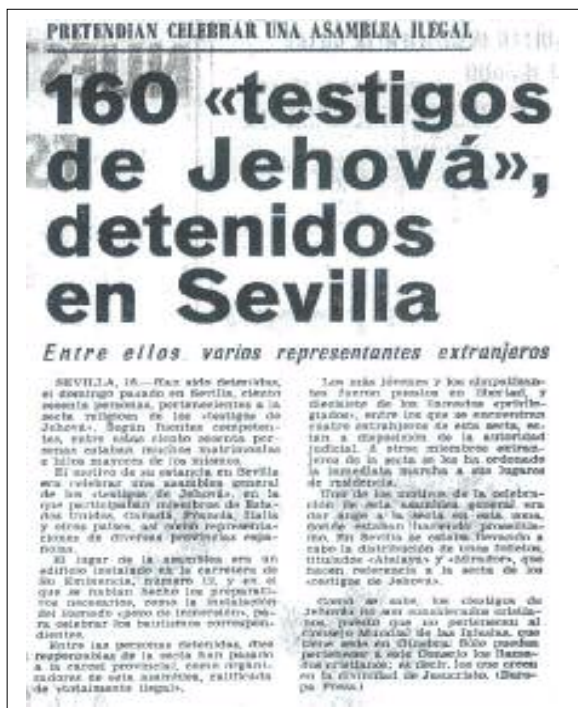 PRETENDIAN CELEBRAR UNA ASAMBLEA ILEGAL
160 «testigos
de Jehová»,
detenidos
en Sevilla
Entre ellos varios representantes extranjeros
SEVILLA, 16.—Han sido detenidas,
el domingo pasado en Sevilla, ciento
sesenta personas, pertenecientes a la
secta religiosa de los «testigos de
Jehová». Según fuentes competen-
tes, entre estas ciento sesenta per-
sonas estaban muchos matrimonios
e hijos mayores de los mismos.
El motivo de su estancia en Sevilla
era celebrar una asamblea general
de los «testigos de Jehová», en la
que participaban miembros de Esta-
dos Unidos, Canadá, Francia, Italia
y otros países, así como representa-
ciones de diversas provincias espa-
ñolas.
El lugar de la asamblea era un
edificio instalado en la carretera de
Su Eminencia, número 12, y en el
que se habían hecho los preparati-
vos necesarios, como la instalación
del llamado «pozo de inmersión», pa-
ra celebrar los bautismos correspon-
dientes.
Entre las personas detenidas, diez
responsables de la secta han pasado
a la cárcel provincial, como organi-
zadores de esta asamblea, calificada
de «totalmente ilegal».
Los más jóvenes y los simpatizan-
tes fueron puestos en libertad, y
diecisiete de los llamados
entre los que se encuentran
cuatro extranjeros de esta secta, es-
tán a disposición de la autoridad
judicial. A otros miembros extran-
jeros de la secta se les ha ordenado
la inmediata marcha a sus lugares
de residencia.
Uno de los motivos de la celebra-
ción de esta asamblea general era
dar auge a la secta en esta zona,
donde estaban haciendo proselitis-
mo. En Sevilla se estaba llevando a
cabo la distribución de unos folletos,
titulados «Atalaya» y «Mirador», que
hacen referencia a la secta de los
«testigos de Jehová».
Como se sabe, los «testigos de
Jehová» no son considerados cristia-
nos, puesto que no pertenecen al
Consejo Mundial de las Iglesias, que
tiene sede en Ginebra. Sólo pueden
pertenecer a este Consejo los llama-
dos cristianos; es decir, los que creen
en la divinidad de Jesucristo. (Euro-
pa Press.)